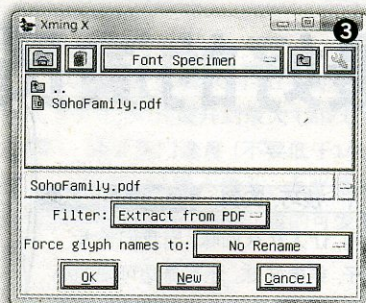 Xming X
3
Font Specimen
..
SohoFamily.pdf
SohoFamily.pdf
Filter: Extract from PDF
Force glyph names to: No Rename
OK New Cancel